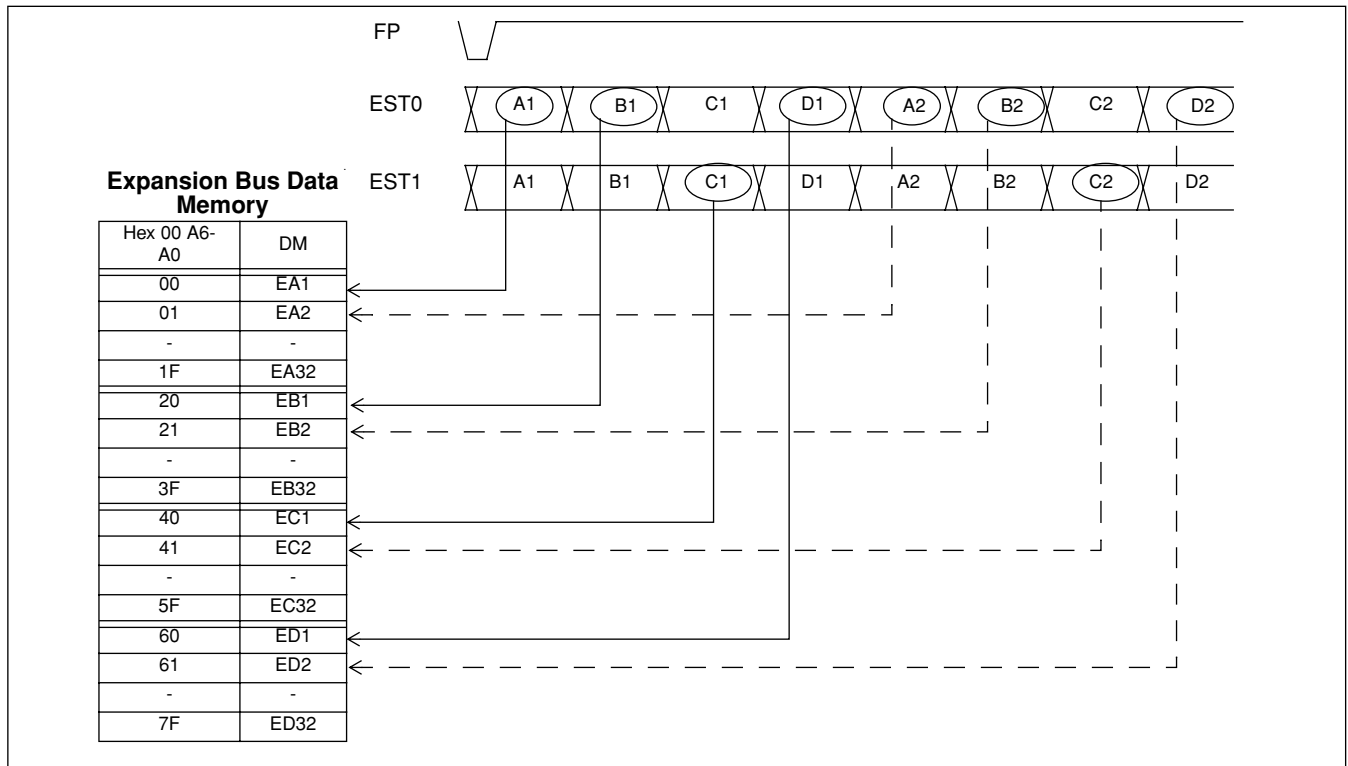 FP
EST0 A1 B1 C1 D1 A2 B2 C2 D2
EST1 A1 B1 C1 D1 A2 B2 C2 D2
Expansion Bus Data
Memory
Hex 00 A6-
A0 DM
00 EA1
01 EA2
- -
1F EA32
20 EB1
21 EB2
- -
3F EB32
40 EC1
41 EC2
- -
5F EC32
60 ED1
61 ED2
- -
7F ED32